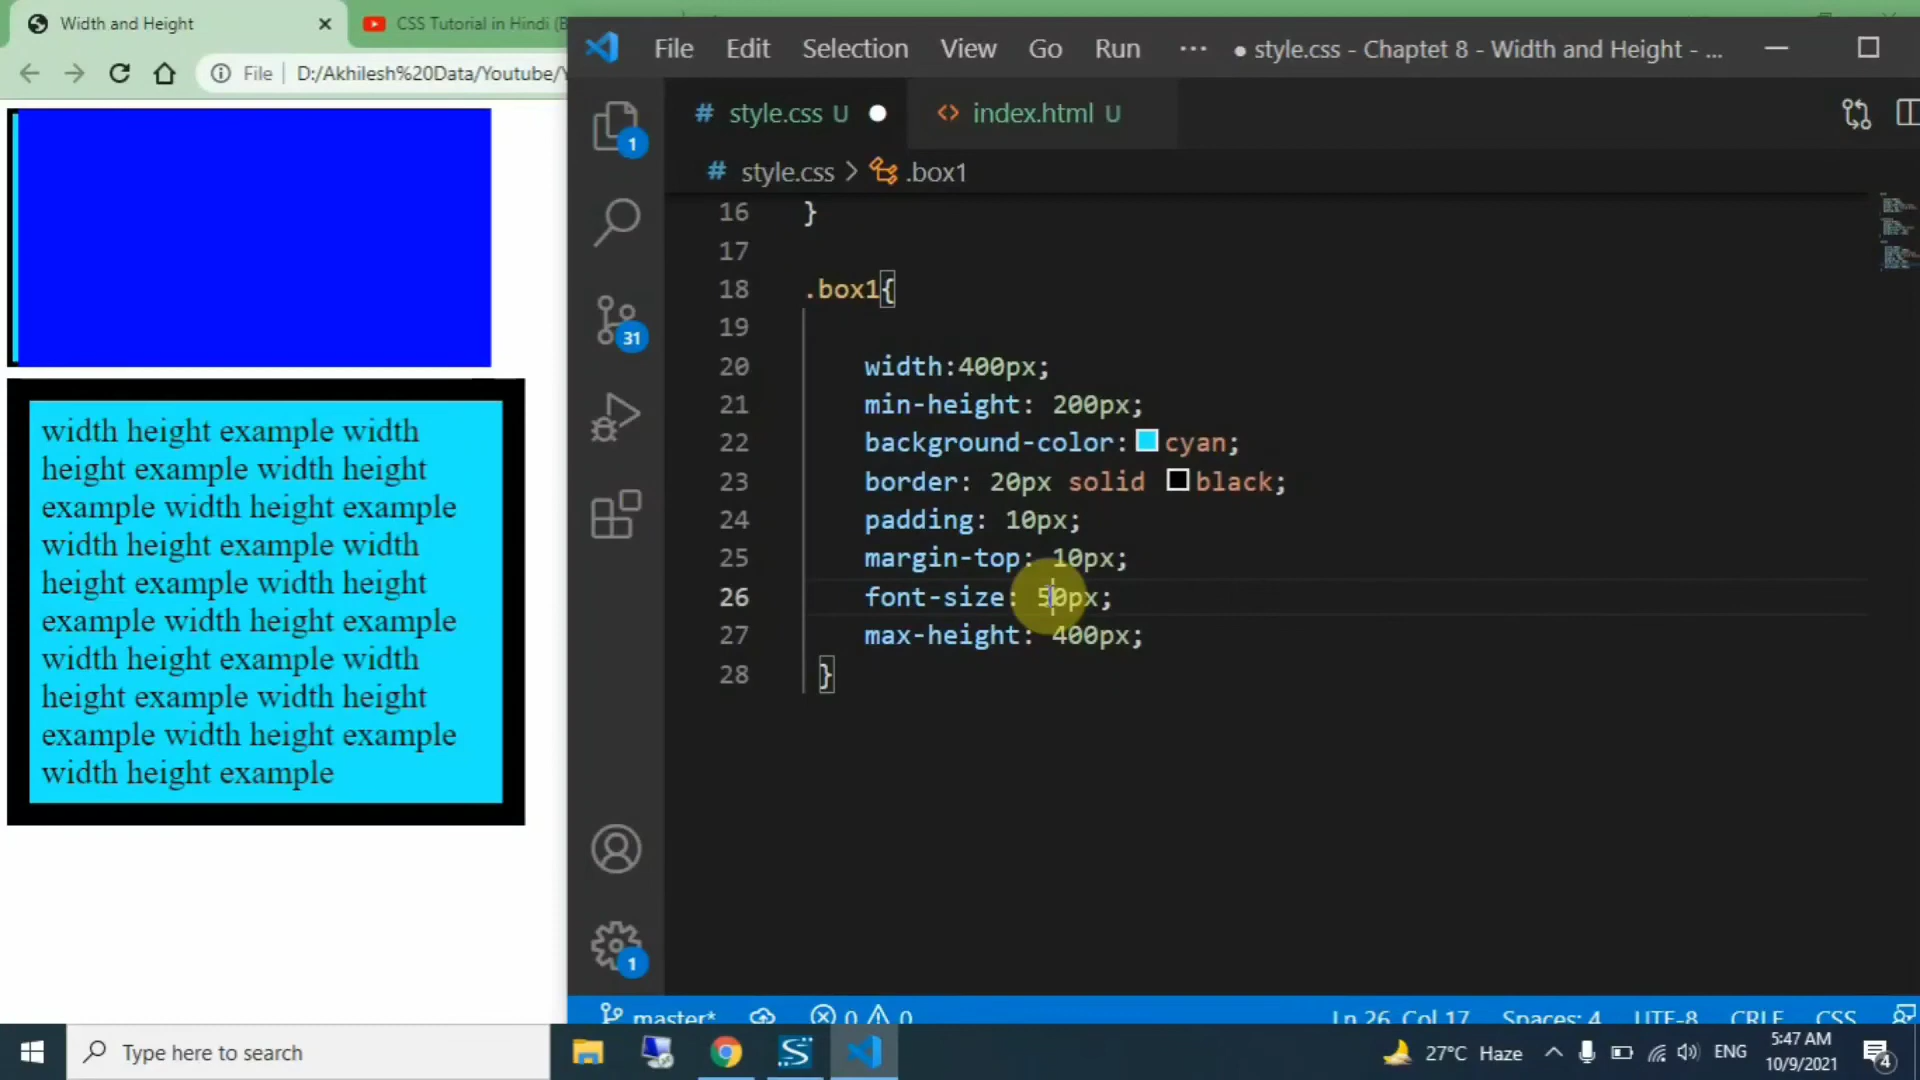 Width and Height
CSS Tutorial in Hindi (B
File
D:/Akhilesh%20Data/Youtube/Y
File Edit Selection View Go Run ··· ● style.css - Chaptet 8 - Width and Height - ...
# style.css U ●
<> index.html U
# style.css > .box1
1
31
1
16 }
17
18 .box1{
19
20 width:400px;
21 min-height: 200px;
22 background-color: cyan;
23 border: 20px solid black;
24 padding: 10px;
25 margin-top: 10px;
26 font-size: 50px;
27 max-height: 400px;
28 }
width height example width
height example width height
example width height example
width height example width
height example width height
example width height example
width height example width
height example width height
example width height example
width height example
master* 0 0 Ln 26, Col 17 Spaces: 4 UTF-8 CRLF CSS
Type here to search
27°C Haze
ENG
5:47 AM
10/9/2021
4